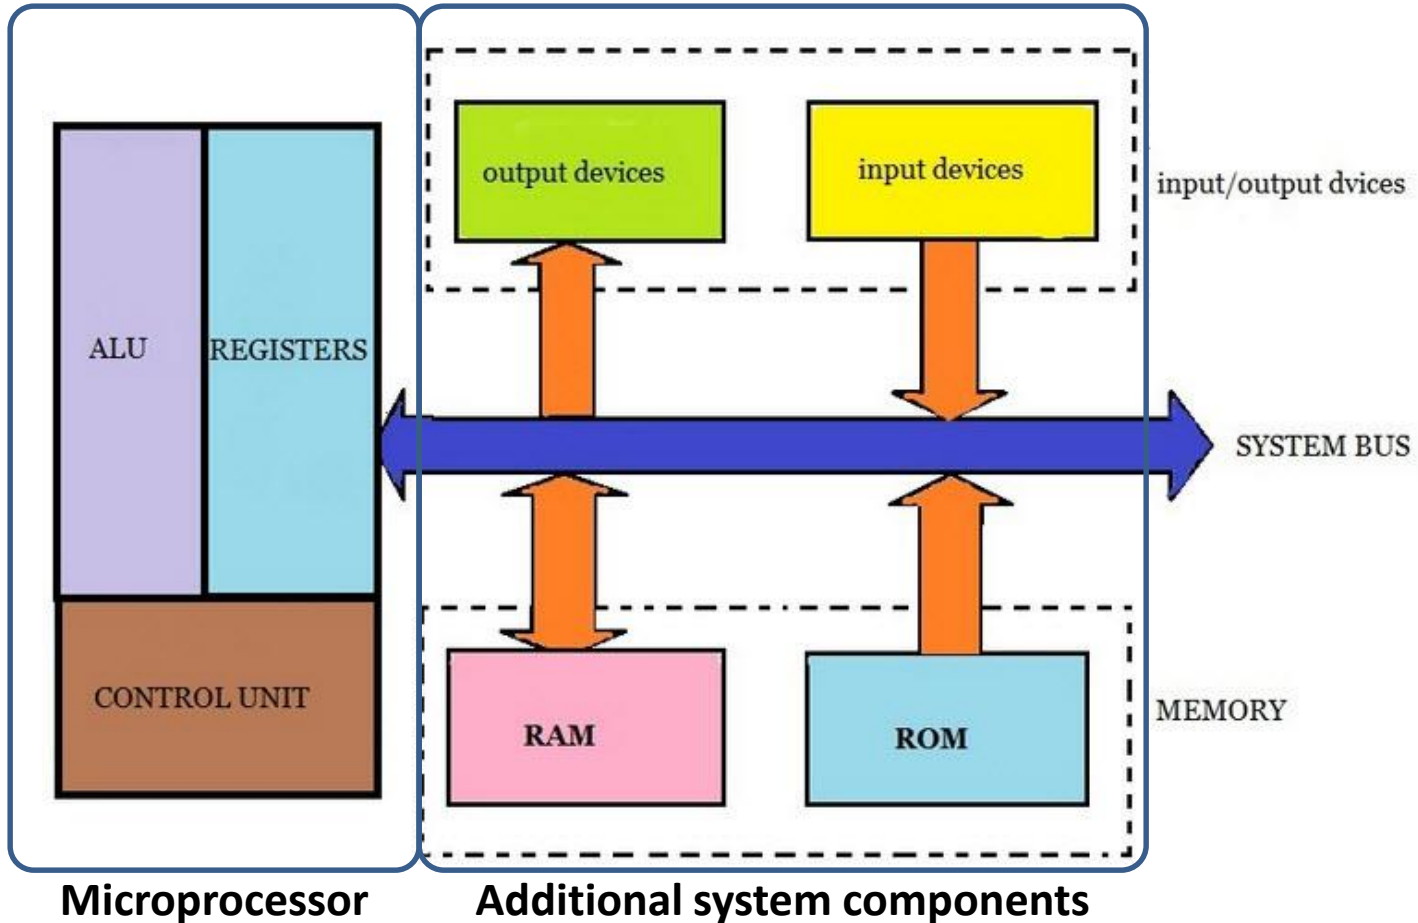 output devices
input devices
input/output dvices
ALU
REGISTERS
SYSTEM BUS
CONTROL UNIT
RAM
ROM
MEMORY
Microprocessor
Additional system components